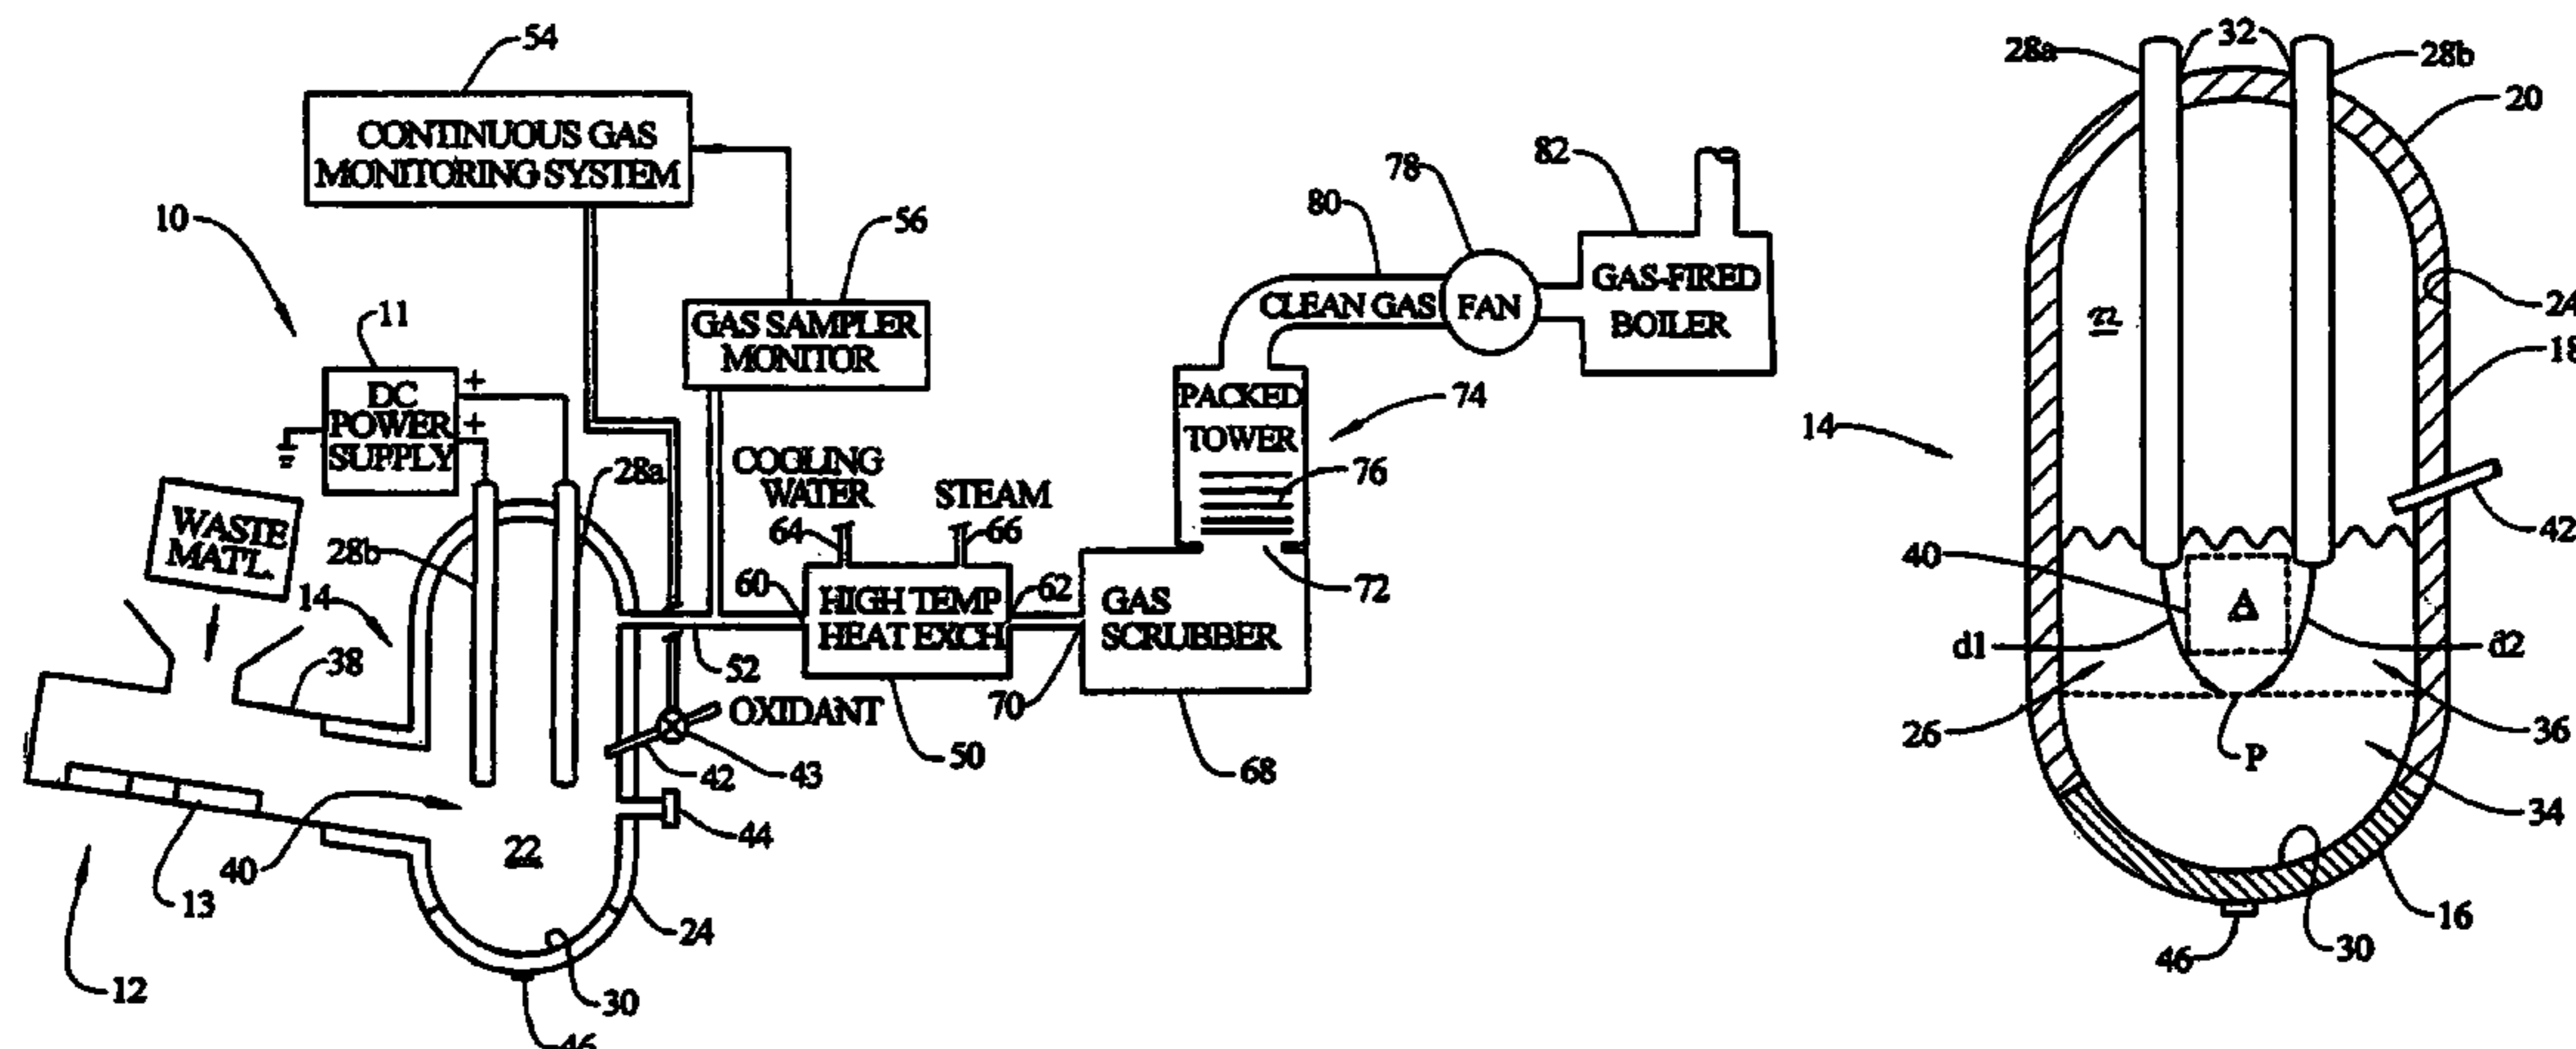 54
CONTINUOUS GAS
MONITORING SYSTEM
10
56
11
GAS SAMPLER
MONITOR
DC
POWER
SUPPLY
+
+
WASTE
MAT'L.
28b
28a
14
38
COOLING
WATER
64
STEAM
66
60
HIGH TEMP
HEAT EXCH
62
52
50
70
GAS
SCRUBBER
68
72
PACKED
TOWER
74
76
80
CLEAN GAS
78
FAN
82
GAS-FIRED
BOILER
OXIDANT
42
43
44
22
40
13
12
24
30
46
28a
32
28b
20
22
24
18
14
42
40
Δ
d1
d2
26
P
36
34
16
30
46